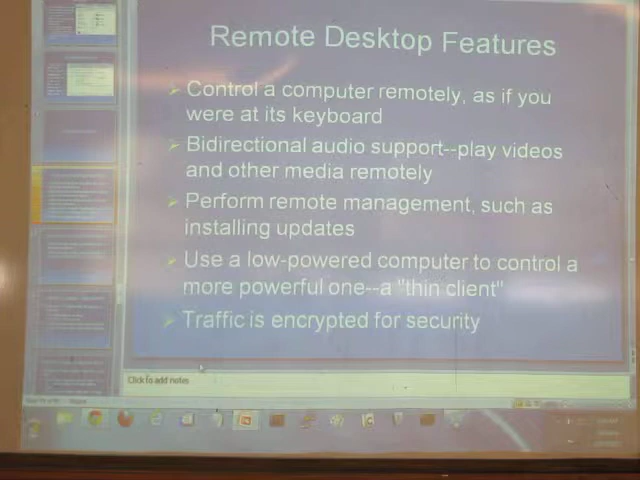 Remote Desktop Features
Control a computer remotely, as if you
were at its keyboard
Bidirectional audio support--play videos
and other media remotely
Perform remote management, such as
installing updates
Use a low-powered computer to control a
more powerful one--a "thin client"
Traffic is encrypted for security
Click to add notes